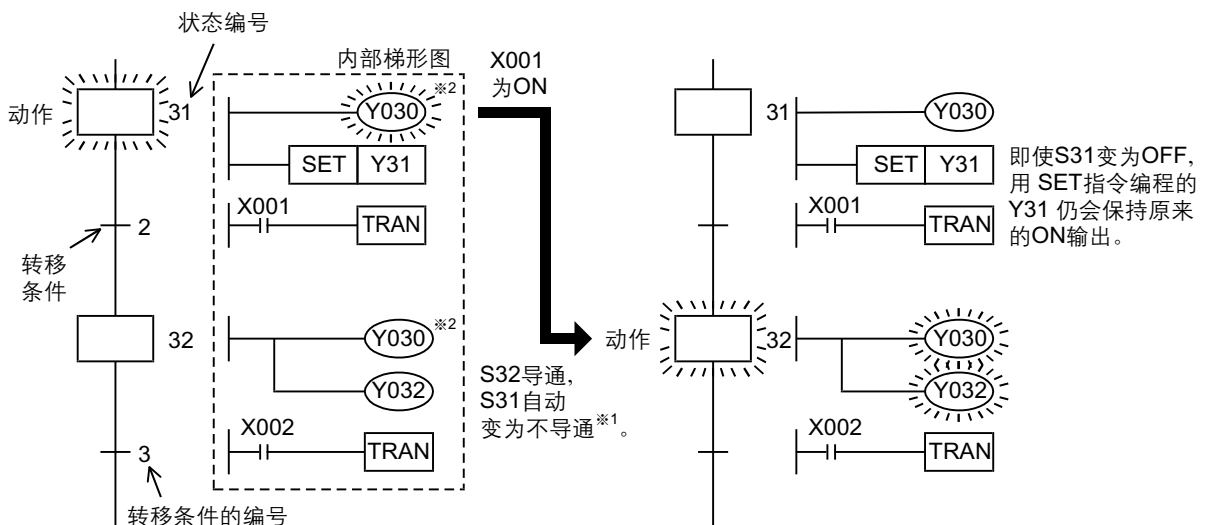 状态编号
内部梯形图
动作
31
Y030 ※2
SET Y31
X001
TRAN
2
转移
条件
32
Y030 ※2
Y032
X002
TRAN
3
转移条件的编号
X001
为ON
S32导通,
S31自动
变为不导通※1。
31
Y030
SET Y31
X001
TRAN
即使S31变为OFF,
用 SET指令编程的
Y31 仍会保持原来
的ON输出。
动作
32
Y030
Y032
X002
TRAN